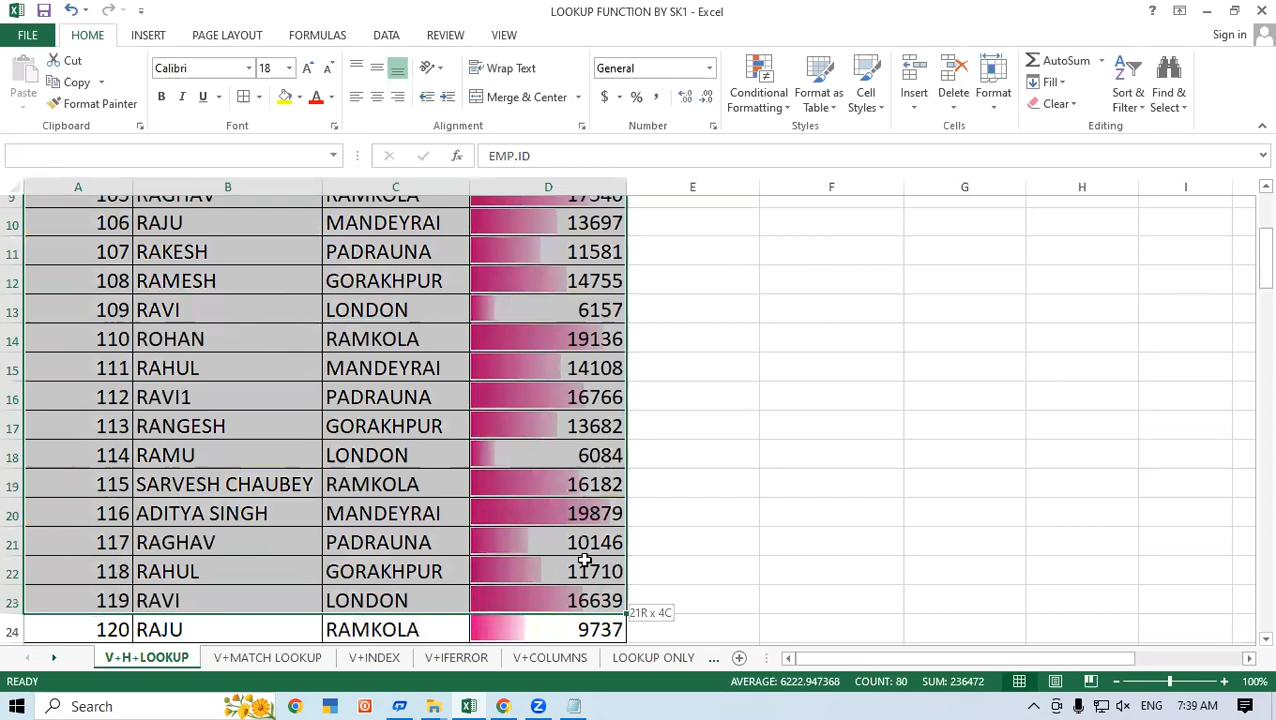 LOOKUP FUNCTION BY SK1 - Excel
FILE HOME INSERT PAGE LAYOUT FORMULAS DATA REVIEW VIEW Sign in
Cut
Copy
Format Painter
Paste
Clipboard
Calibri 18
B I U
Font
Wrap Text
Merge & Center
Alignment
General
$ % ,
Number
Conditional Formatting
Format as Table
Cell Styles
Styles
Insert Delete Format
Cells
AutoSum
Fill
Clear
Sort & Filter
Find & Select
Editing
EMP.ID
A B C D E F G H I
9
10 106 RAJU MANDEYRAI 13697
11 107 RAKESH PADRAUNA 11581
12 108 RAMESH GORAKHPUR 14755
13 109 RAVI LONDON 6157
14 110 ROHAN RAMKOLA 19136
15 111 RAHUL MANDEYRAI 14108
16 112 RAVI1 PADRAUNA 16766
17 113 RANGESH GORAKHPUR 13682
18 114 RAMU LONDON 6084
19 115 SARVESH CHAUBEY RAMKOLA 16182
20 116 ADITYA SINGH MANDEYRAI 19879
21 117 RAGHAV PADRAUNA 10146
22 118 RAHUL GORAKHPUR 11710
23 119 RAVI LONDON 16639
21R x 4C
24 120 RAJU RAMKOLA 9737
V+H+LOOKUP V+MATCH LOOKUP V+INDEX V+IFERROR V+COLUMNS LOOKUP ONLY ...
READY AVERAGE: 6222.947368 COUNT: 80 SUM: 236472 100%
Search ENG 7:39 AM